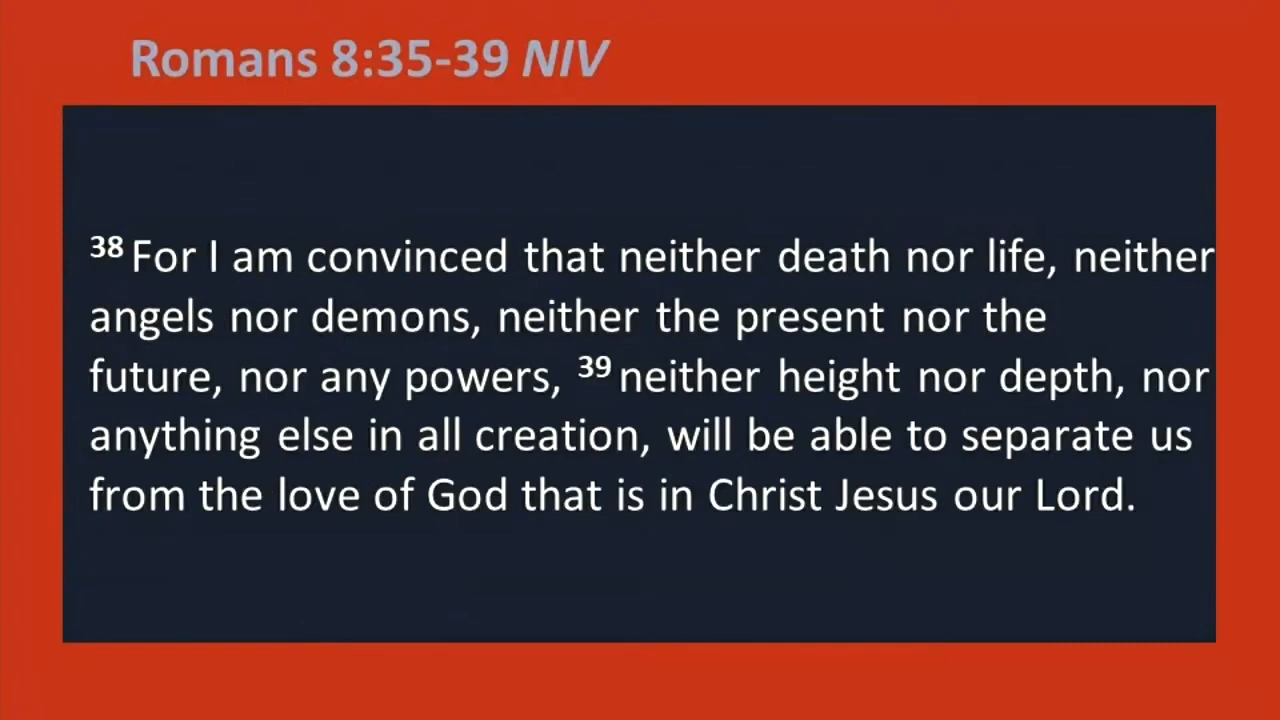 Romans 8:35-39 NIV
38 For I am convinced that neither death nor life, neither
angels nor demons, neither the present nor the
future, nor any powers, 39 neither height nor depth, nor
anything else in all creation, will be able to separate us
from the love of God that is in Christ Jesus our Lord.